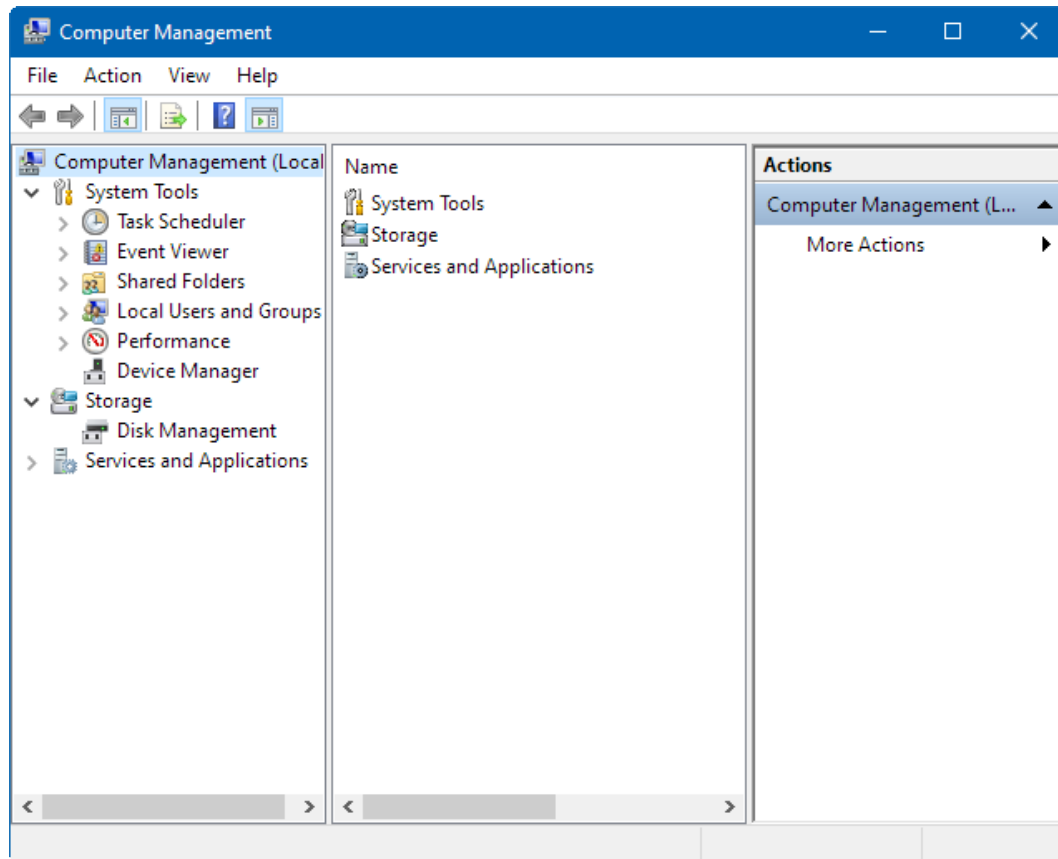 Computer Management
File Action View Help
Computer Management (Local
System Tools
Task Scheduler
Event Viewer
Shared Folders
Local Users and Groups
Performance
Device Manager
Storage
Disk Management
Services and Applications
Name
System Tools
Storage
Services and Applications
Actions
Computer Management (L...
More Actions